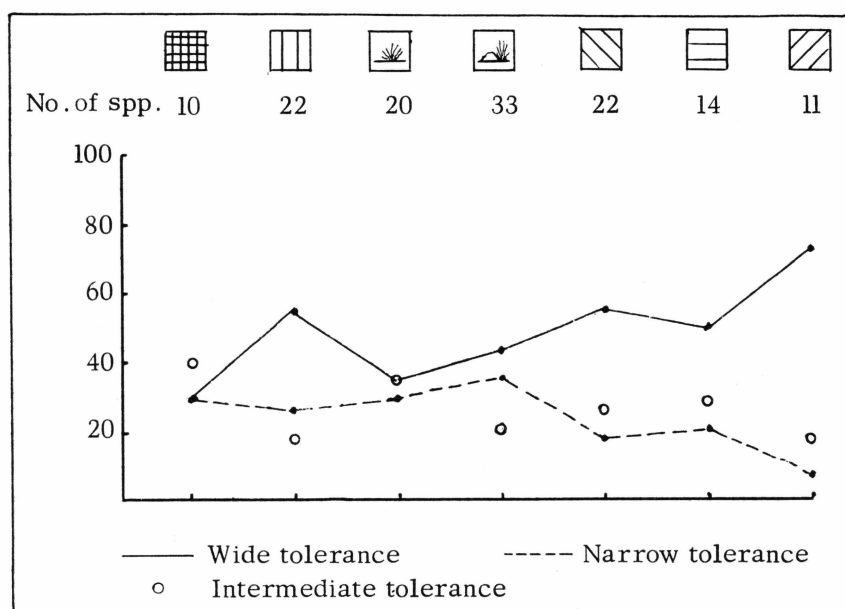 No. of spp. 10 22 20 33 22 14 11
100
80
60
40
20
Wide tolerance Narrow tolerance
Intermediate tolerance